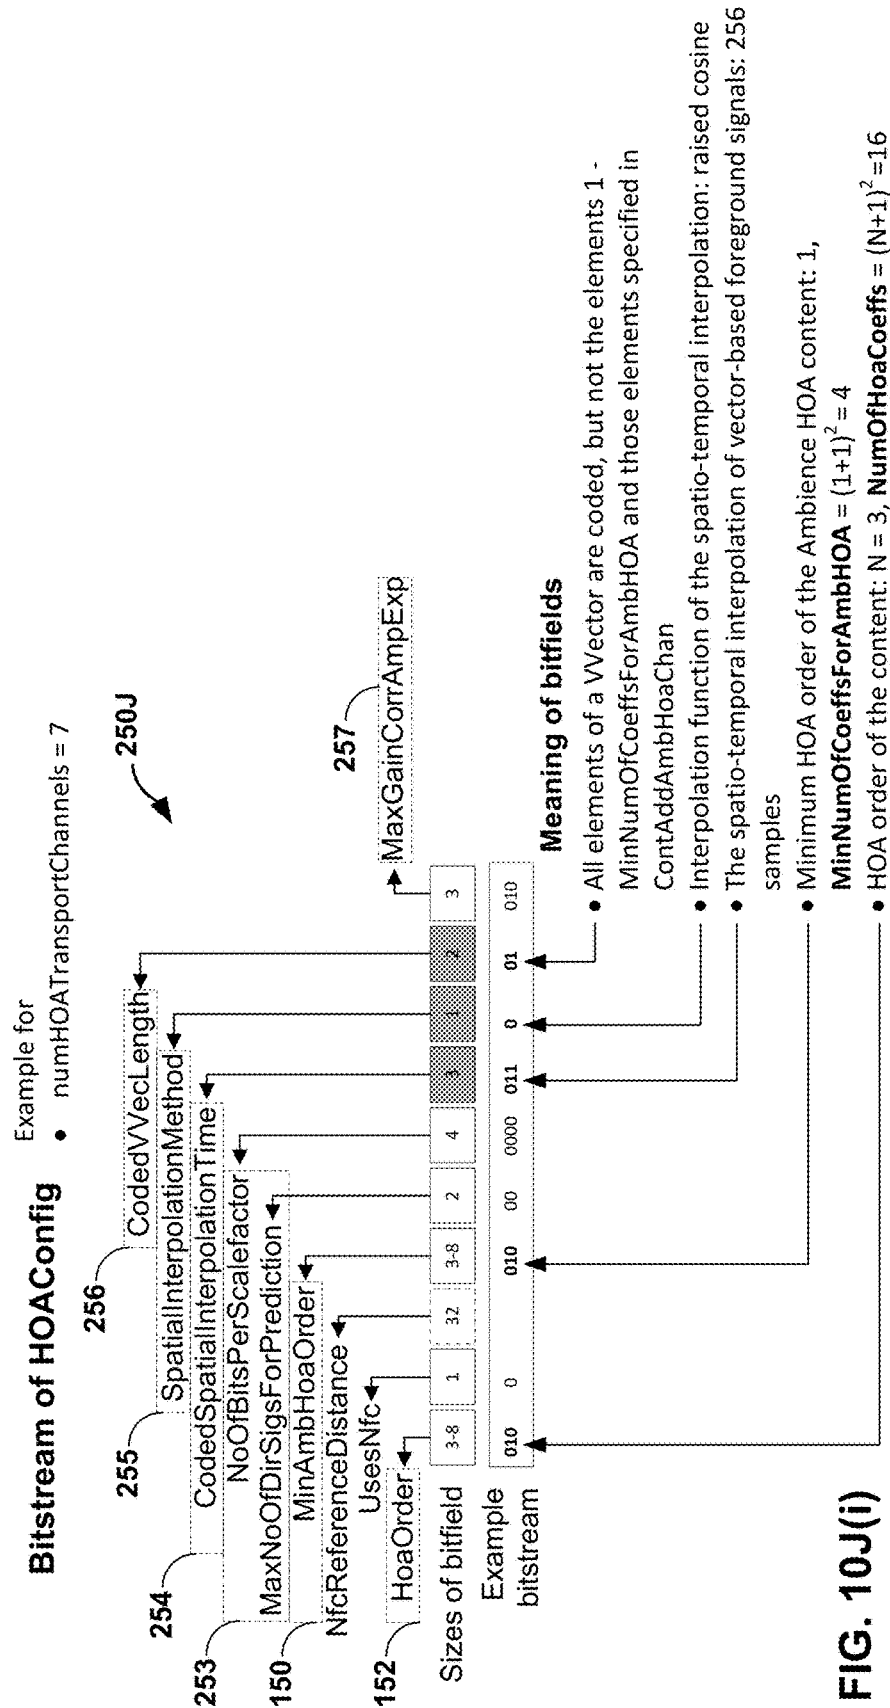 Bitstream of HOAConfig
Example for
• numHOATransportChannels = 7
250J
256
CodedVVecLength
255
SpatialInterpolationMethod
254
CodedSpatialInterpolationTime
253
NoOfBitsPerScalefactor
MaxNoOfDirSigsForPrediction
150
MinAmbHoaOrder
NfcReferenceDistance
UsesNfc
152
HoaOrder
257
MaxGainCorrAmpExp
Sizes of bitfield
3-8 1 32 3-8 2 4 3 1 2 3
Example
bitstream
010 0 010 00 0000 011 0 01 010
Meaning of bitfields
• All elements of a VVector are coded, but not the elements 1 -
MinNumOfCoeffsForAmbHOA and those elements specified in
ContAddAmbHoaChan
• Interpolation function of the spatio-temporal interpolation: raised cosine
• The spatio-temporal interpolation of vector-based foreground signals: 256
samples
• Minimum HOA order of the Ambience HOA content: 1,
MinNumOfCoeffsForAmbHOA = (1+1)² = 4
• HOA order of the content: N = 3, NumOfHoaCoeffs = (N+1)² =16
FIG. 10J(i)